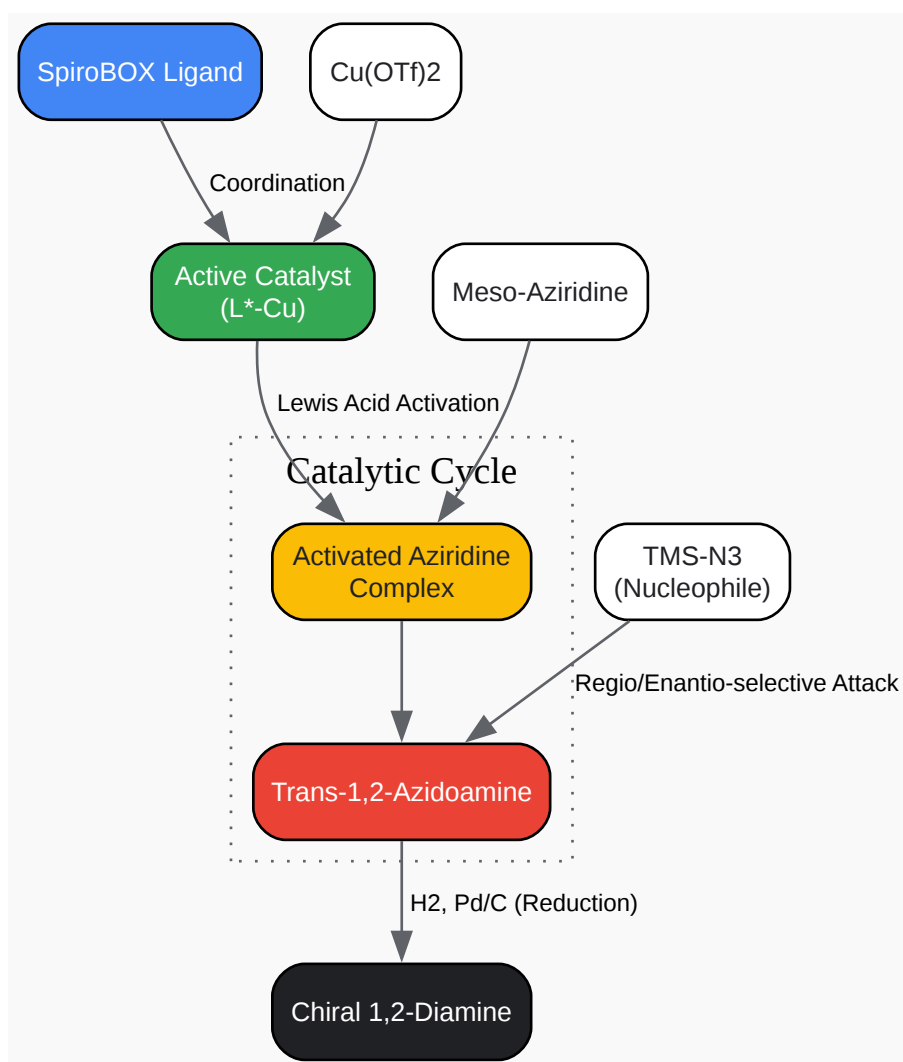 SpiroBOX Ligand
Cu(OTf)2
Coordination
Active Catalyst
(L*-Cu)
Meso-Aziridine
Lewis Acid Activation
Catalytic Cycle
Activated Aziridine
Complex
TMS-N3
(Nucleophile)
Regio/Enantio-selective Attack
Trans-1,2-Azidoamine
H2, Pd/C (Reduction)
Chiral 1,2-Diamine